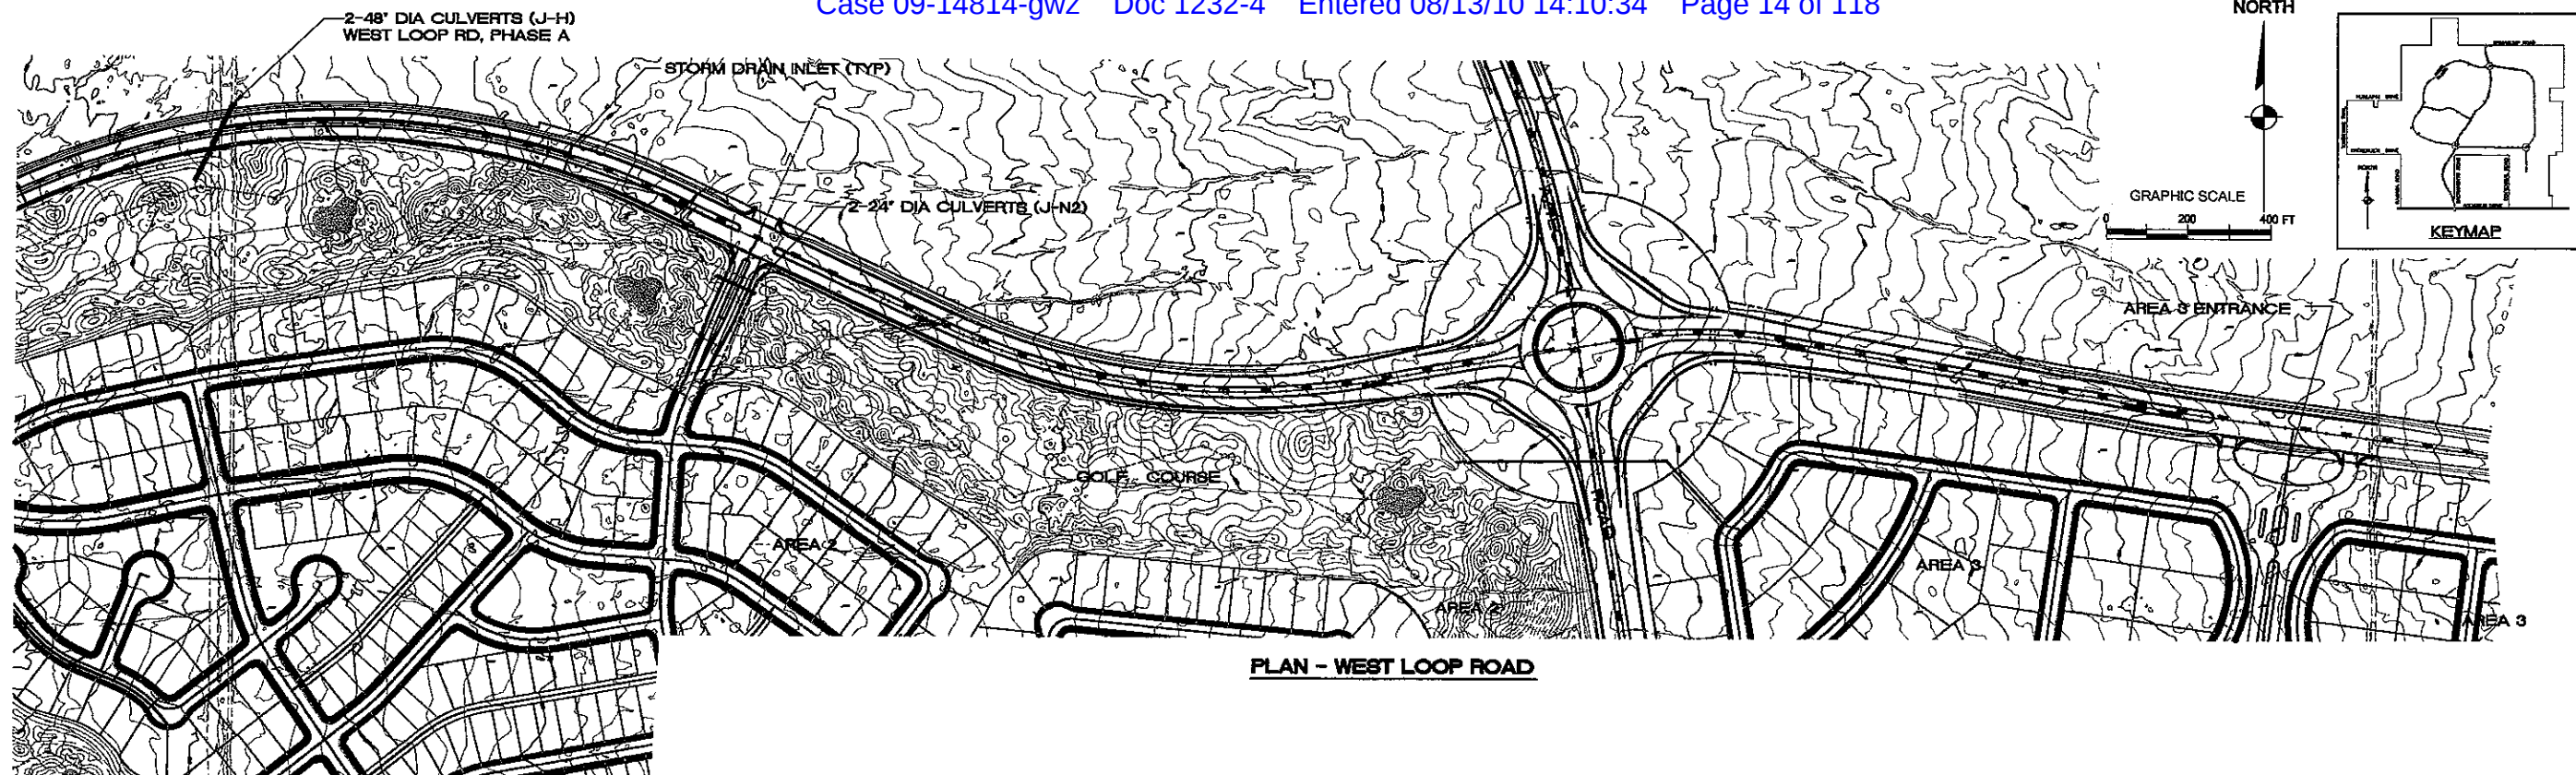 Case 09-14814-gwz Doc 1232-4 Entered 08/13/10 14:10:34 Page 14 of 118
2-48" DIA CULVERTS (J-H)
WEST LOOP RD, PHASE A
STORM DRAIN INLET (TYP)
2-24" DIA CULVERTS (J-N2)
NORTH
GRAPHIC SCALE
0 200 400 FT
KEYMAP
AREA 3 ENTRANCE
GOLF COURSE
ROAD
AREA 2
AREA 3
AREA 2
AREA 3
PLAN - WEST LOOP ROAD